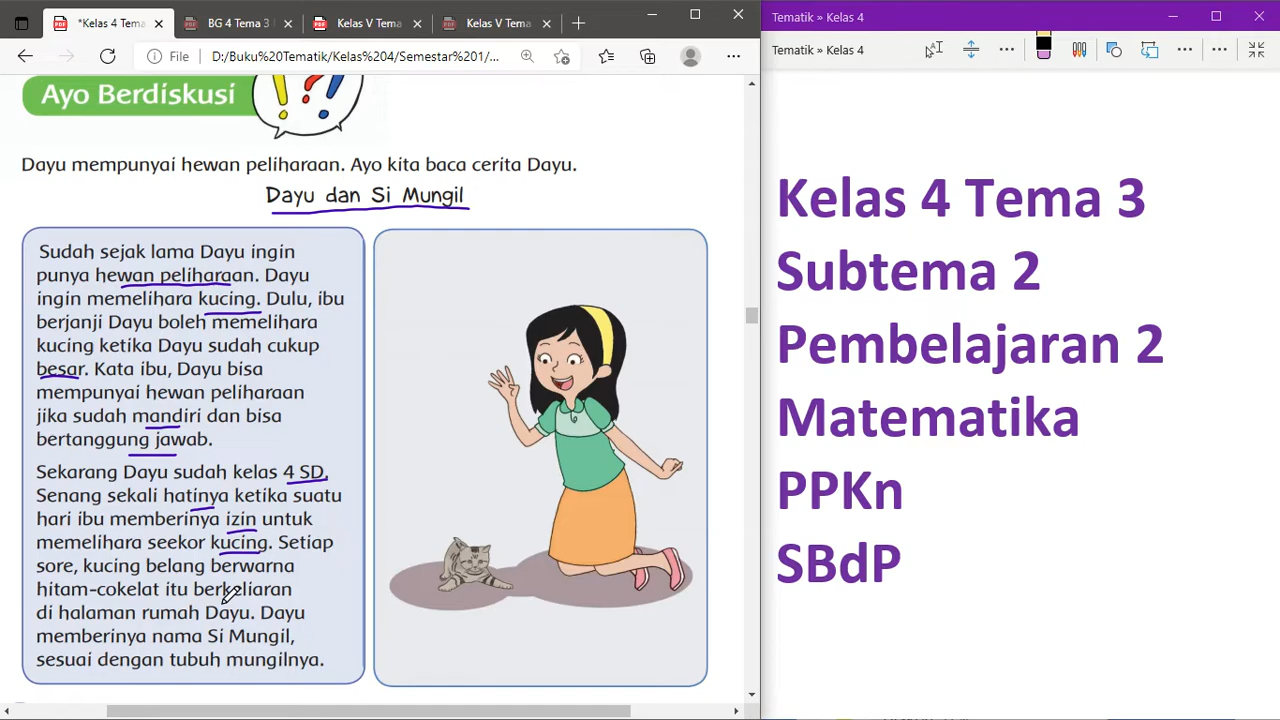 *Kelas 4 Tema
BG 4 Tema 3
Kelas V Tema
Kelas V Tema
File
D:/Buku%20Tematik/Kelas%204/Semestar%201/...
Ayo Berdiskusi
Dayu mempunyai hewan peliharaan. Ayo kita baca cerita Dayu.
Dayu dan Si Mungil
Sudah sejak lama Dayu ingin
punya hewan peliharaan. Dayu
ingin memelihara kucing. Dulu, ibu
berjanji Dayu boleh memelihara
kucing ketika Dayu sudah cukup
besar. Kata ibu, Dayu bisa
mempunyai hewan peliharaan
jika sudah mandiri dan bisa
bertanggung jawab.
Sekarang Dayu sudah kelas 4 SD,
Senang sekali hatinya ketika suatu
hari ibu memberinya izin untuk
memelihara seekor kucing. Setiap
sore, kucing belang berwarna
hitam-cokelat itu berkeliaran
di halaman rumah Dayu. Dayu
memberinya nama Si Mungil,
sesuai dengan tubuh mungilnya.
Tematik » Kelas 4
Tematik » Kelas 4
Kelas 4 Tema 3
Subtema 2
Pembelajaran 2
Matematika
PPKn
SBdP